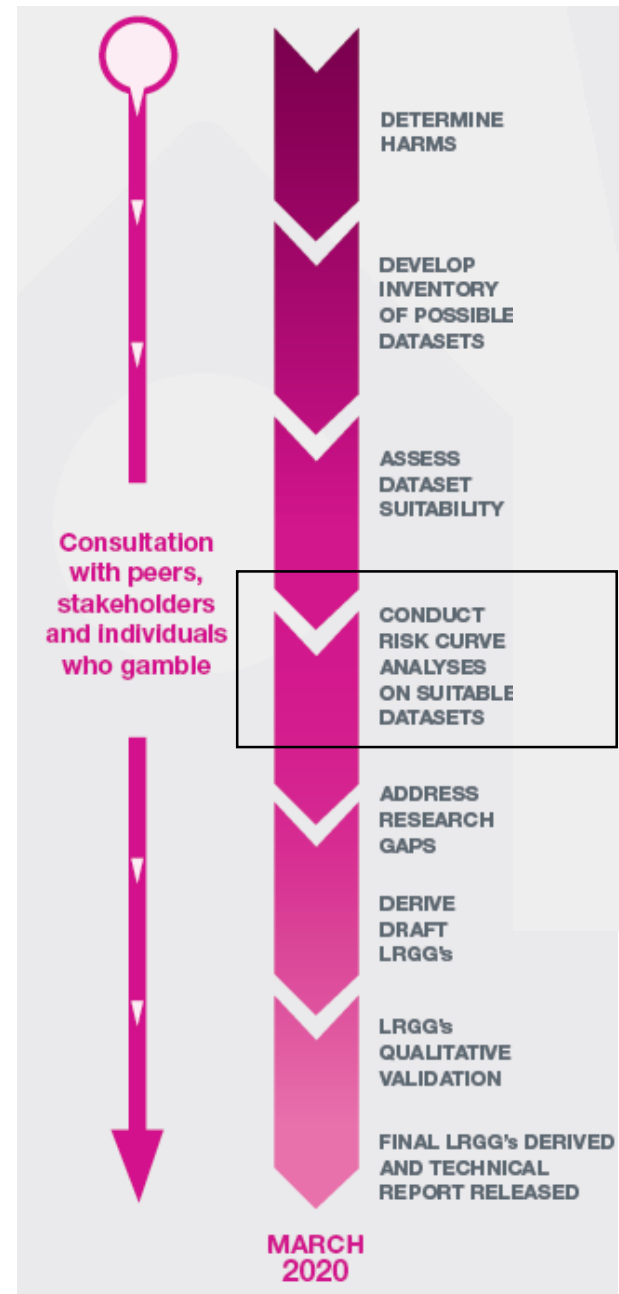 DETERMINE
HARMS
DEVELOP
INVENTORY
OF POSSIBLE
DATASETS
ASSESS
DATASET
SUITABILITY
Consultation
with peers,
stakeholders
and individuals
who gamble
CONDUCT
RISK CURVE
ANALYSES
ON SUITABLE
DATASETS
ADDRESS
RESEARCH
GAPS
DERIVE
DRAFT
LRGG's
LRGG's
QUALITATIVE
VALIDATION
FINAL LRGG's DERIVED
AND TECHNICAL
REPORT RELEASED
MARCH
2020